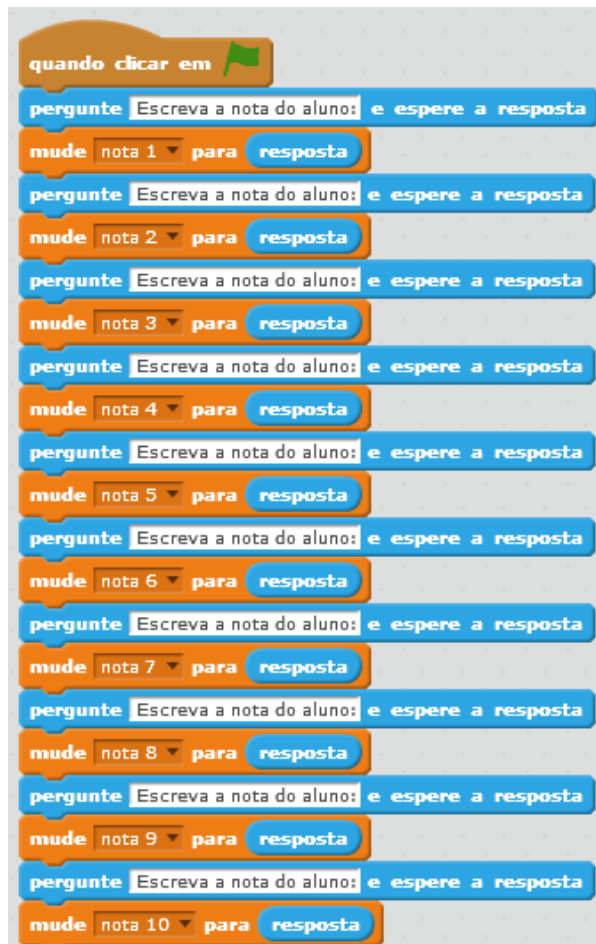 quando clicar em
pergunte Escreva a nota do aluno: e espere a resposta
mude nota 1 para resposta
pergunte Escreva a nota do aluno: e espere a resposta
mude nota 2 para resposta
pergunte Escreva a nota do aluno: e espere a resposta
mude nota 3 para resposta
pergunte Escreva a nota do aluno: e espere a resposta
mude nota 4 para resposta
pergunte Escreva a nota do aluno: e espere a resposta
mude nota 5 para resposta
pergunte Escreva a nota do aluno: e espere a resposta
mude nota 6 para resposta
pergunte Escreva a nota do aluno: e espere a resposta
mude nota 7 para resposta
pergunte Escreva a nota do aluno: e espere a resposta
mude nota 8 para resposta
pergunte Escreva a nota do aluno: e espere a resposta
mude nota 9 para resposta
pergunte Escreva a nota do aluno: e espere a resposta
mude nota 10 para resposta